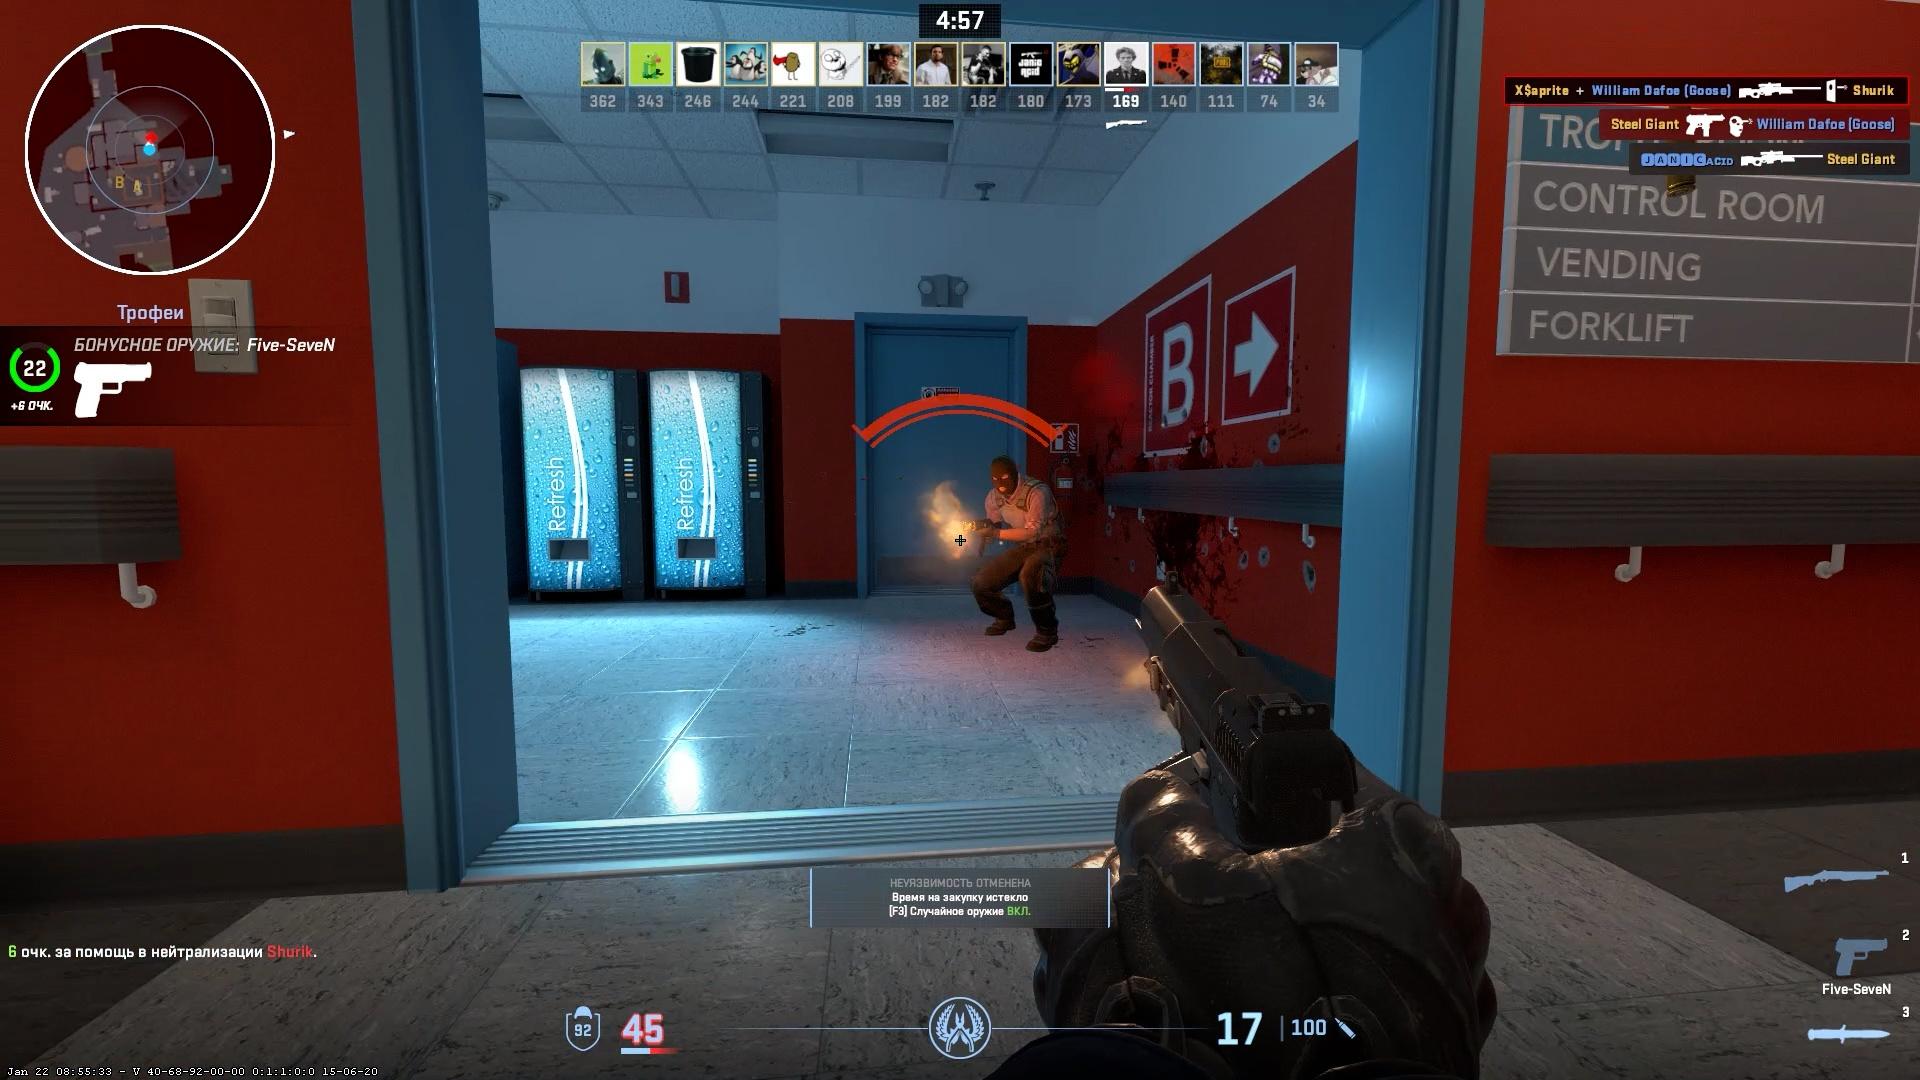 4:57
362 343 246 244 221 208 199 182 182 180 173 169 140 111 74 34
X$aprite + William Dafoe (Goose) Shurik
Steel Giant William Dafoe (Goose)
JANICACID Steel Giant
CONTROL ROOM
VENDING
FORKLIFT
B A
Трофеи
БОНУСНОЕ ОРУЖИЕ: Five-SeveN
22
+6 ОЧК.
B
REACTOR CHAMBER
Refresh
Refresh
JANIC
ACID
НЕУЯЗВИМОСТЬ ОТМЕНЕНА
Время на закупку истекло
[F3] Случайное оружие ВКЛ.
6 очк. за помощь в нейтрализации Shurik.
1
2
Five-SeveN
3
92 45
17 | 100
Jan 22 08:55:33 - V 40-68-92-00-00 0:1:1:0:0 15-06-20